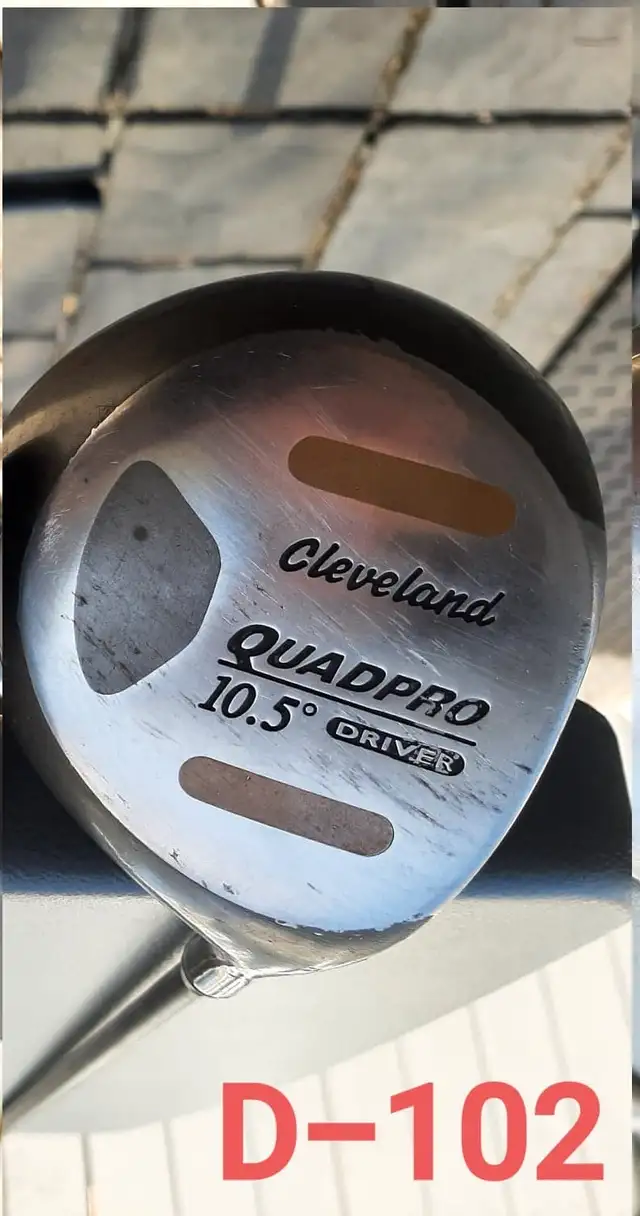 Cleveland
QUADPRO
10.5° DRIVER
D-102